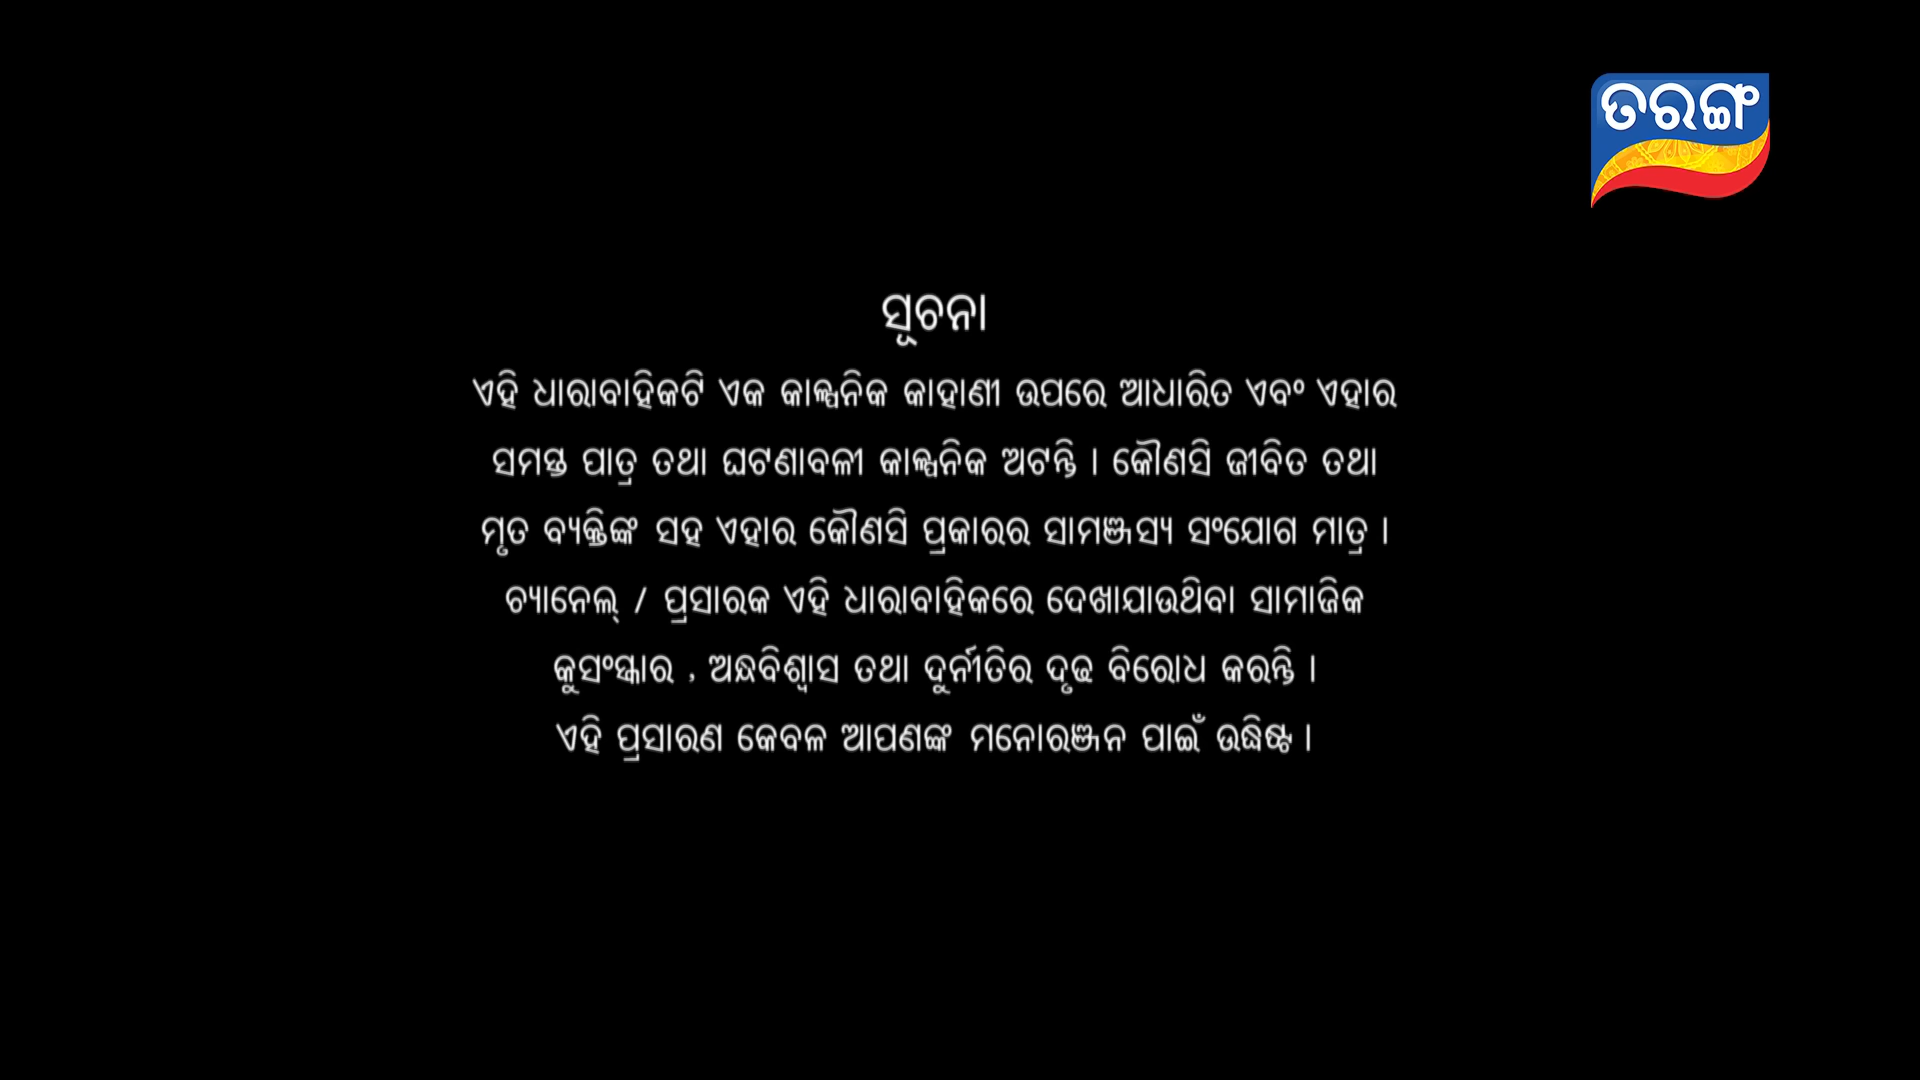 ତରଙ୍ଗ
ସୂଚନା
ଏହି ଧାରାବାହିକଟି ଏକ କାଳ୍ପନିକ କାହାଣୀ ଉପରେ ଆଧାରିତ ଏବଂ ଏହାର
ସମସ୍ତ ପାତ୍ର ତଥା ଘଟଣାବଳୀ କାଳ୍ପନିକ ଅଟନ୍ତି । କୌଣସି ଜୀବିତ ତଥା
ମୃତ ବ୍ୟକ୍ତିଙ୍କ ସହ ଏହାର କୌଣସି ପ୍ରକାରର ସାମଞ୍ଜସ୍ୟ ସଂଯୋଗ ମାତ୍ର ।
ଚ୍ୟାନେଲ୍ / ପ୍ରସାରକ ଏହି ଧାରାବାହିକରେ ଦେଖାଯାଉଥିବା ସାମାଜିକ
କୁସଂସ୍କାର , ଅନ୍ଧବିଶ୍ୱାସ ତଥା ଦୁର୍ନୀତିର ଦୃଢ ବିରୋଧ କରନ୍ତି ।
ଏହି ପ୍ରସାରଣ କେବଳ ଆପଣଙ୍କ ମନୋରଞ୍ଜନ ପାଇଁ ଉଦ୍ଧିଷ୍ଟ ।